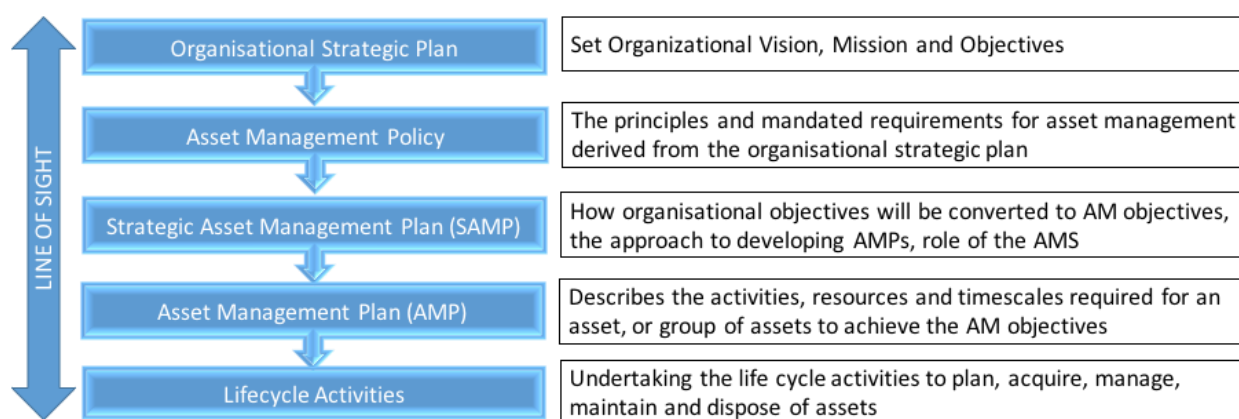 LINE OF SIGHT
Organisational Strategic Plan
Set Organizational Vision, Mission and Objectives
Asset Management Policy
The principles and mandated requirements for asset management
derived from the organisational strategic plan
Strategic Asset Management Plan (SAMP)
How organisational objectives will be converted to AM objectives,
the approach to developing AMPs, role of the AMS
Asset Management Plan (AMP)
Describes the activities, resources and timescales required for an
asset, or group of assets to achieve the AM objectives
Lifecycle Activities
Undertaking the life cycle activities to plan, acquire, manage,
maintain and dispose of assets